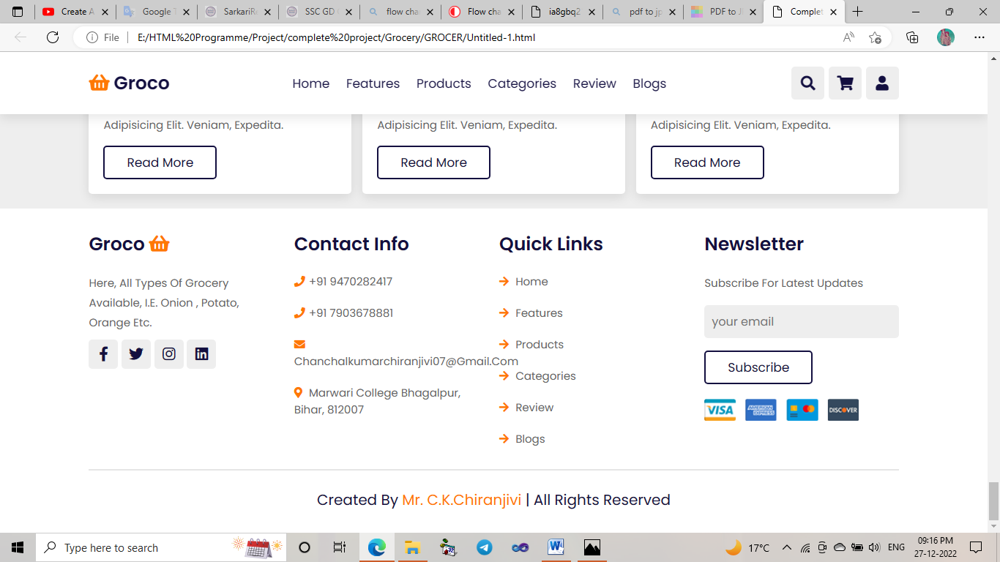 Create A
Google T
SarkariRe
SSC GD
flow cha
Flow cha
ia8gbq2
pdf to jp
PDF to J
Complet
File
E:/HTML%20Programme/Project/complete%20project/Grocery/GROCER/Untitled-1.html
Groco
Home
Features
Products
Categories
Review
Blogs
Adipisicing Elit. Veniam, Expedita.
Adipisicing Elit. Veniam, Expedita.
Adipisicing Elit. Veniam, Expedita.
Read More
Read More
Read More
Groco
Here, All Types Of Grocery
Available, I.E. Onion , Potato,
Orange Etc.
Contact Info
+91 9470282417
+91 7903678881
Chanchalkumarchiranjivi07@Gmail.Com
Marwari College Bhagalpur,
Bihar, 812007
Quick Links
Home
Features
Products
Categories
Review
Blogs
Newsletter
Subscribe For Latest Updates
your email
Subscribe
VISA
AMERICAN
EXPRESS
DISCOVER
Created By Mr. C.K.Chiranjivi | All Rights Reserved
Type here to search
17°C
ENG
09:16 PM
27-12-2022